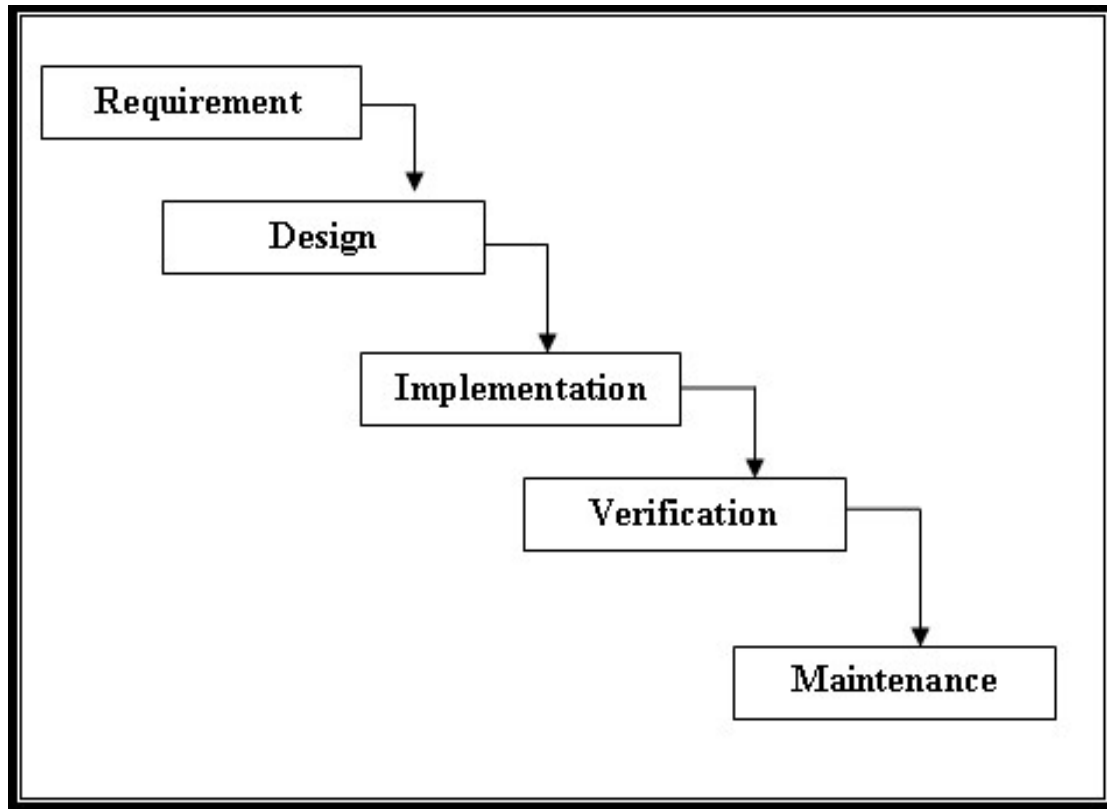 Requirement
Design
Implementation
Verification
Maintenance